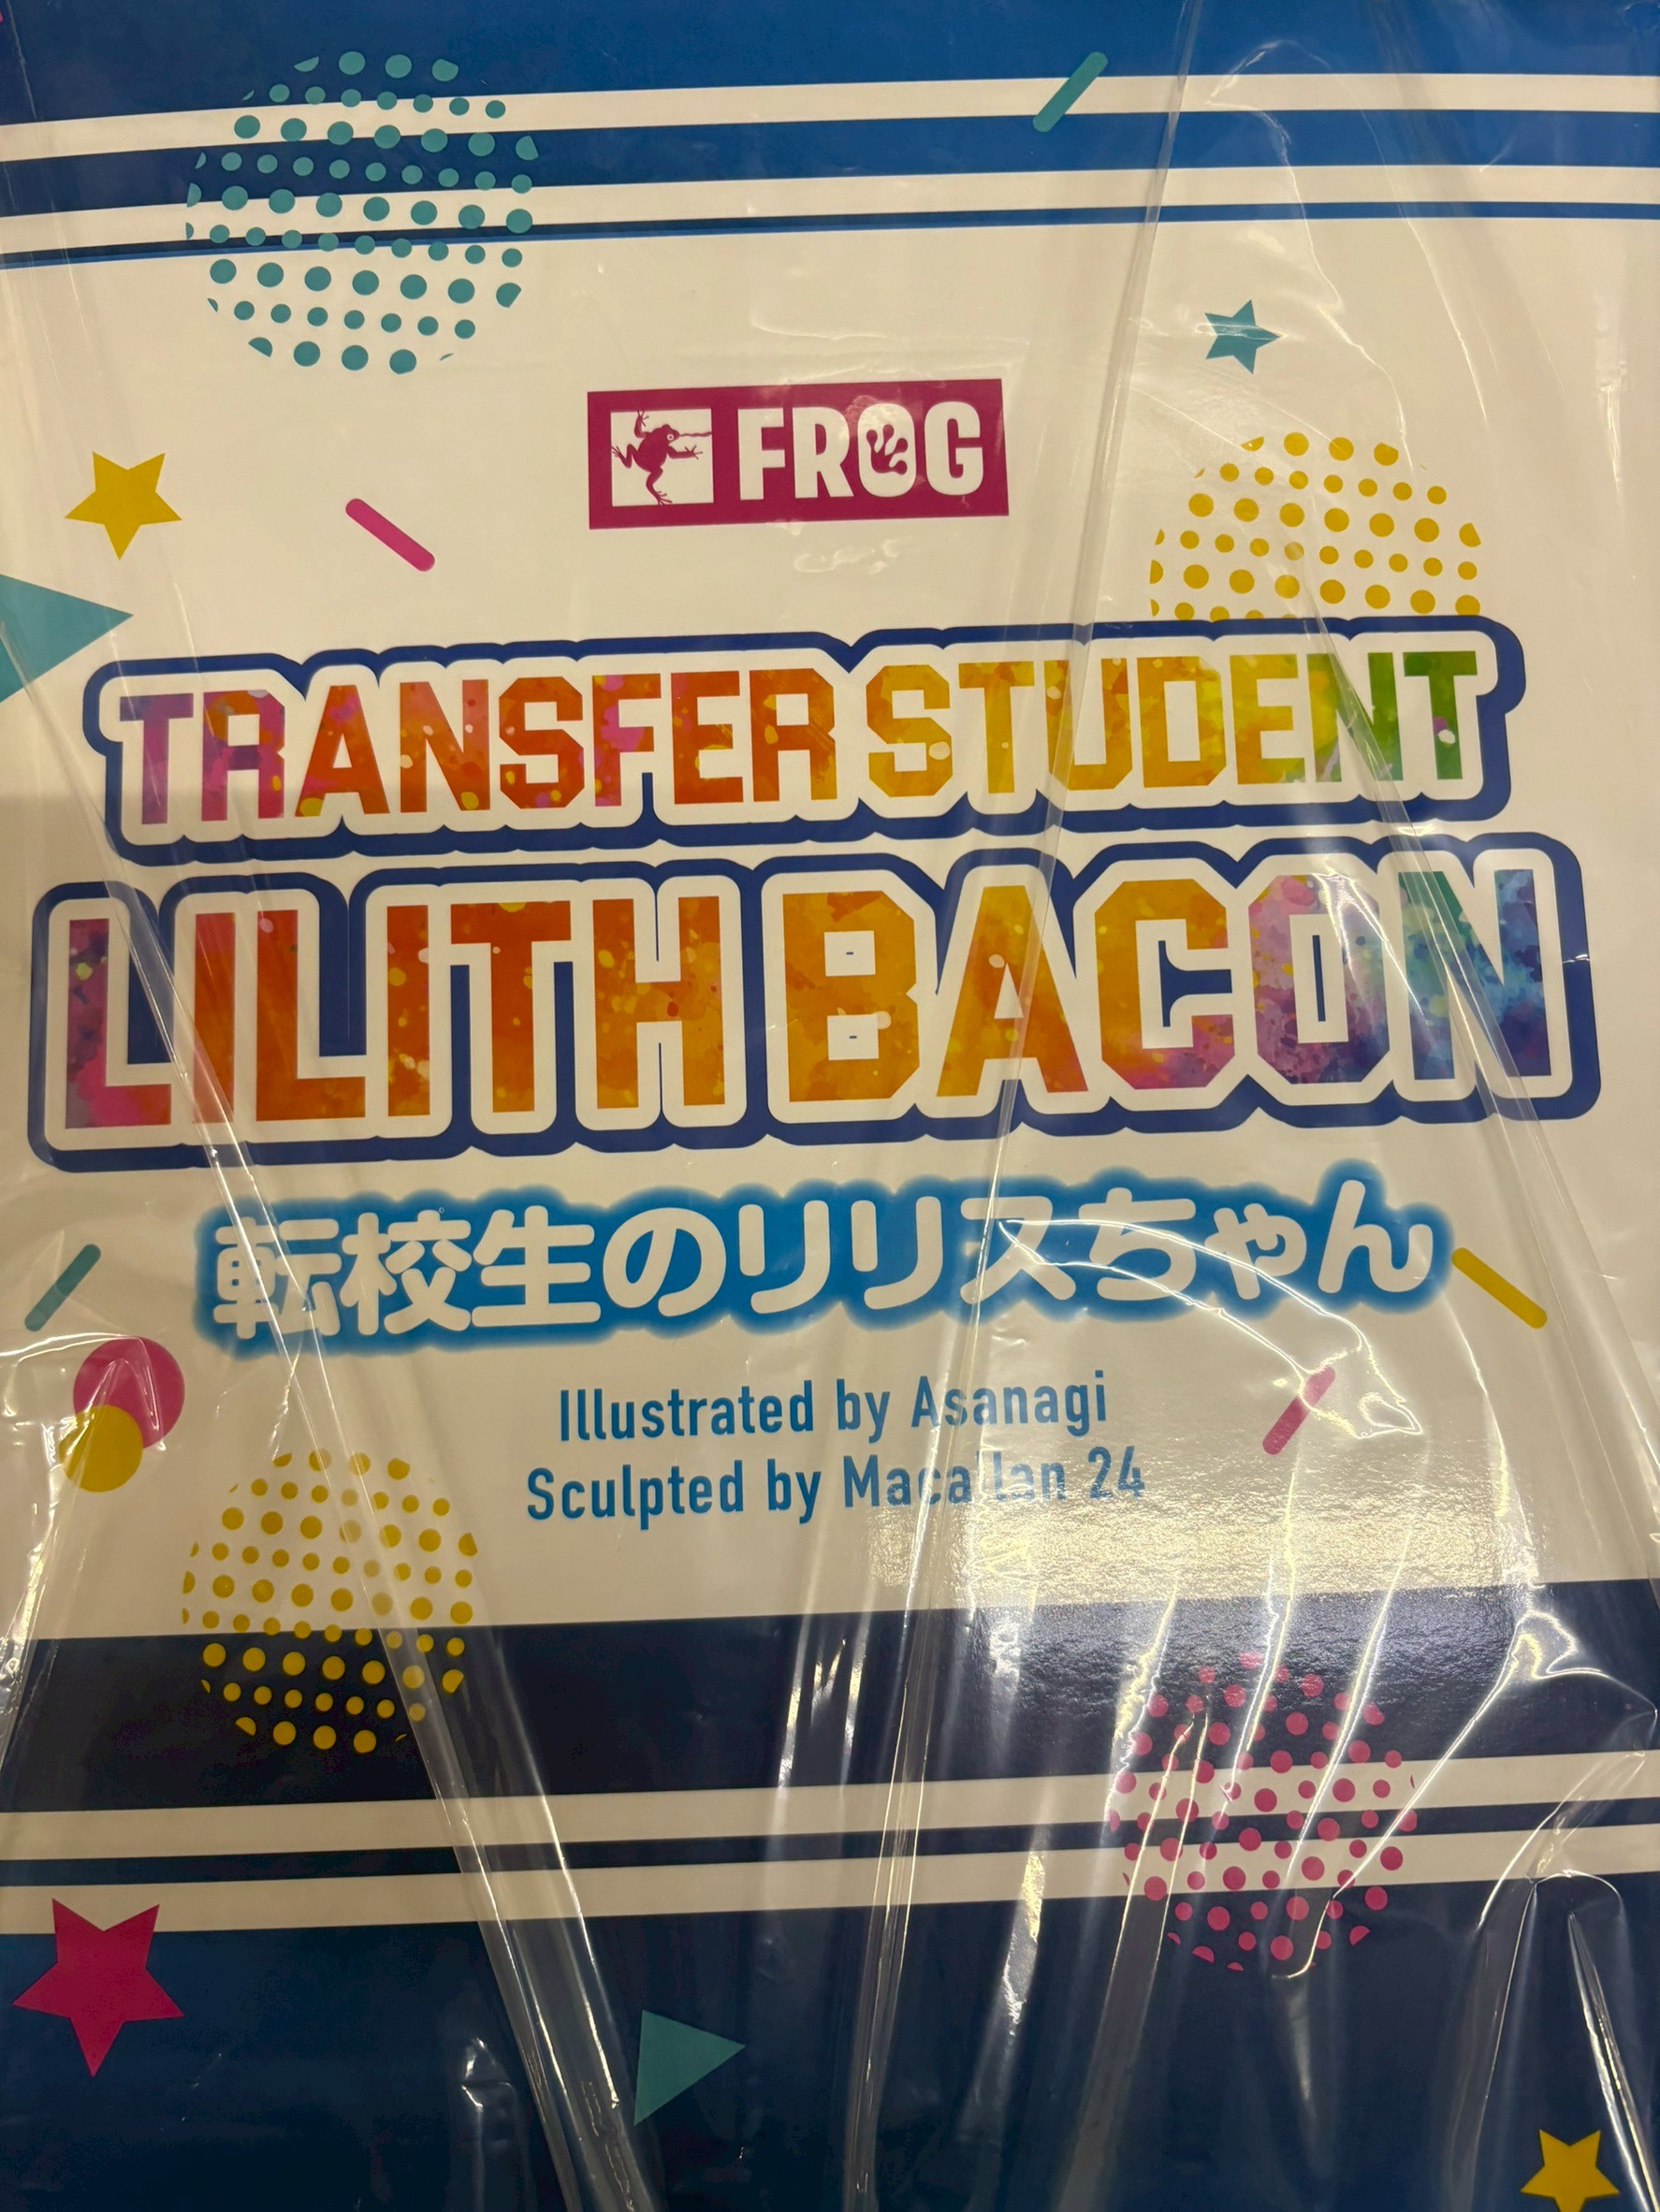 FROG
TRANSFER STUDENT
LILITH BACON
転校生のリリスちゃん
Illustrated by Asanagi
Sculpted by Macallan 24